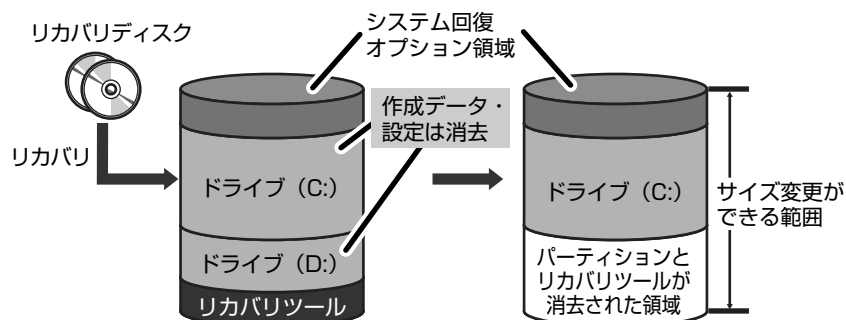 リカバリディスク
システム回復
オプション領域
作成データ・
設定は消去
リカバリ
ドライブ（C:）
ドライブ（D:）
リカバリツール
ドライブ（C:）
パーティションと
リカバリツールが
消去された領域
サイズ変更が
できる範囲